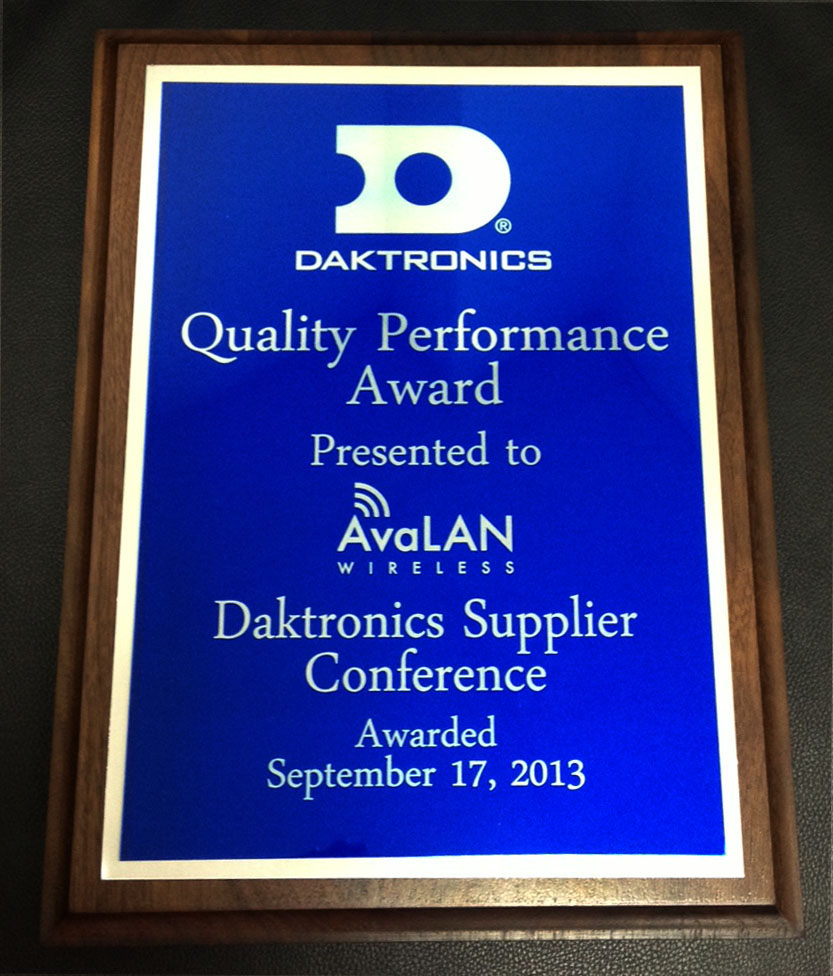 ®
DAKTRONICS
Quality Performance
Award
Presented to
AvaLAN
WIRELESS
Daktronics Supplier
Conference
Awarded
September 17, 2013